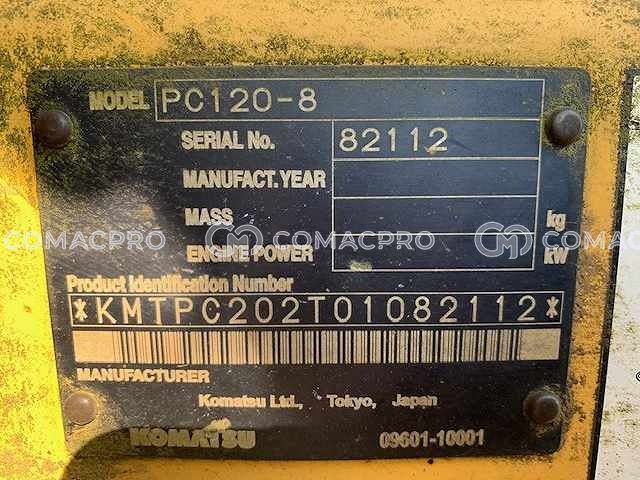 MODEL PC120-8
SERIAL No. 82112
MANUFACT. YEAR
MASS kg
ENGINE POWER kw
COMACPRO COMACPRO COMACPRO
Product Identification Number
*KMTPC202T01082112*
MANUFACTURER
Komatsu Ltd., Tokyo, Japan
KOMATSU 09601-10001